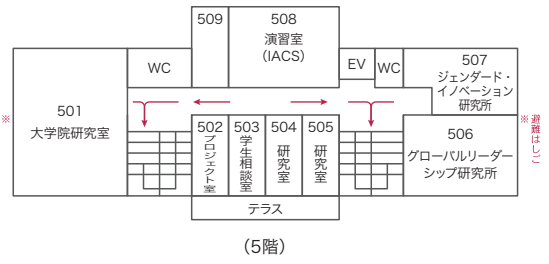 509
508
演習室
(IACS)
WC
EV
WC
507
ジェンダード・
イノベーション
研究所
501
大学院研究室
※
502
プロジェクト室
503
学生相談室
504
研究室
505
研究室
506
グローバルリーダー
シップ研究所
※避難はしご
テラス
（5階）